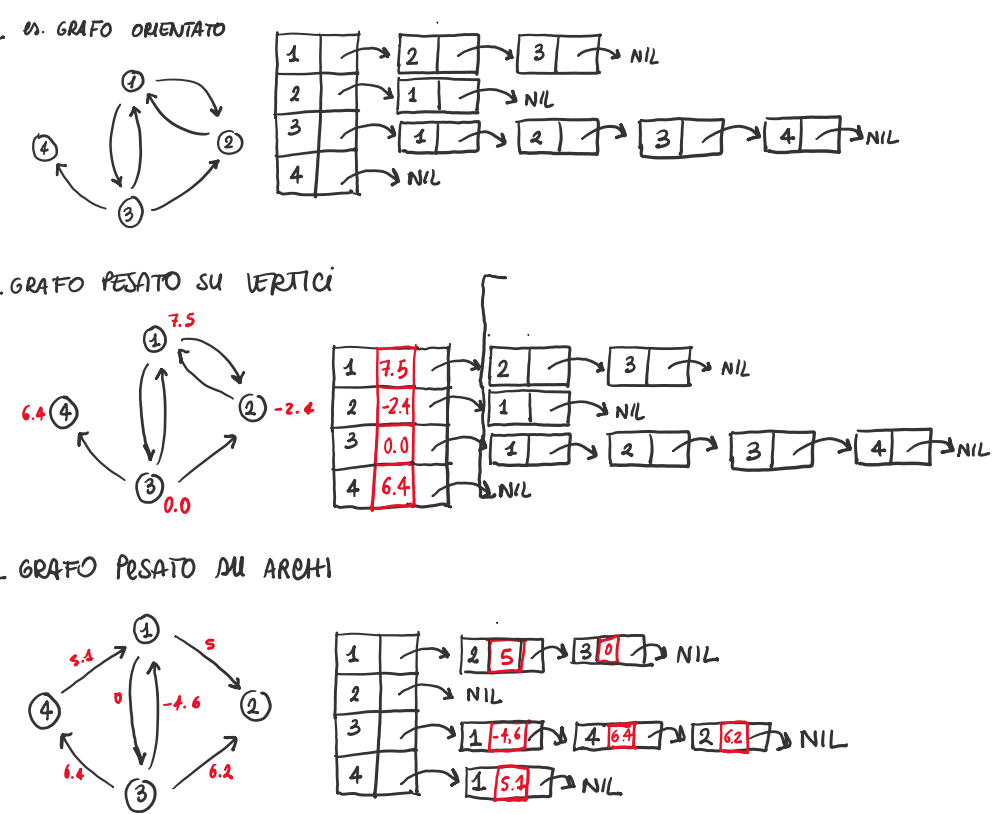 es. GRAFO ORIENTATO
1
2
3
4
1 2 3 NIL
2 1 NIL
3 1 2 3 4 NIL
4 NIL
GRAFO PESATO SU VERTICI
7.5
1
6.4 4
2 -2.4
3
0.0
1 7.5 2 3 NIL
2 -2.4 1 NIL
3 0.0 1 2 3 4 NIL
4 6.4 NIL
GRAFO PESATO SU ARCHI
1
5.1
5
0
-4.6
4
2
6.4
6.2
3
1 2 5 3 0 NIL
2 NIL
3 1 -4,6 4 6.4 2 6.2 NIL
4 1 5.1 NIL